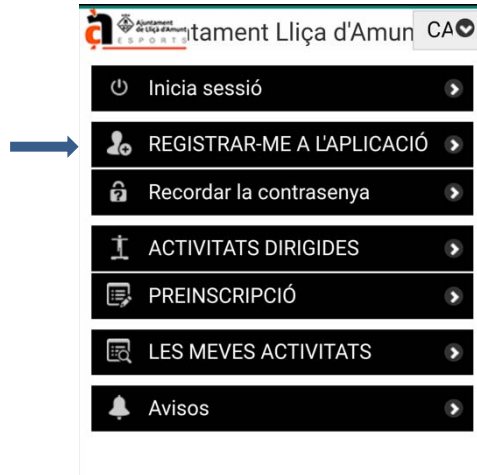 Ajuntament
de Lliçà d'Amunt
ESPORTS
tament Lliça d'Amun
CA
Inicia sessió
REGISTRAR-ME A L'APLICACIÓ
Recordar la contrasenya
ACTIVITATS DIRIGIDES
PREINSCRIPCIÓ
LES MEVES ACTIVITATS
Avisos